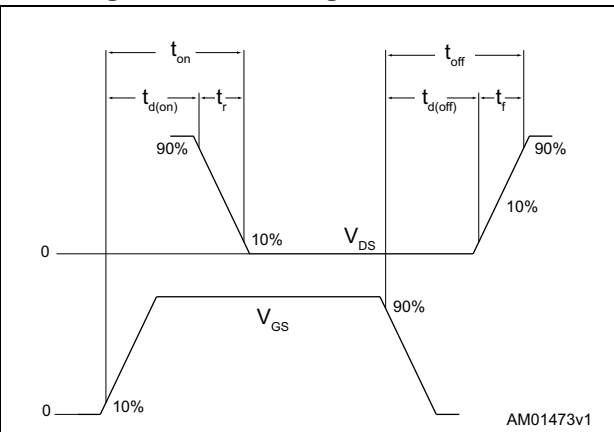 t_on t_off
t_d(on) t_r t_d(off) t_f
90% 90%
10%
10% V_DS
0
90%
V_GS
10%
0
AM01473v1